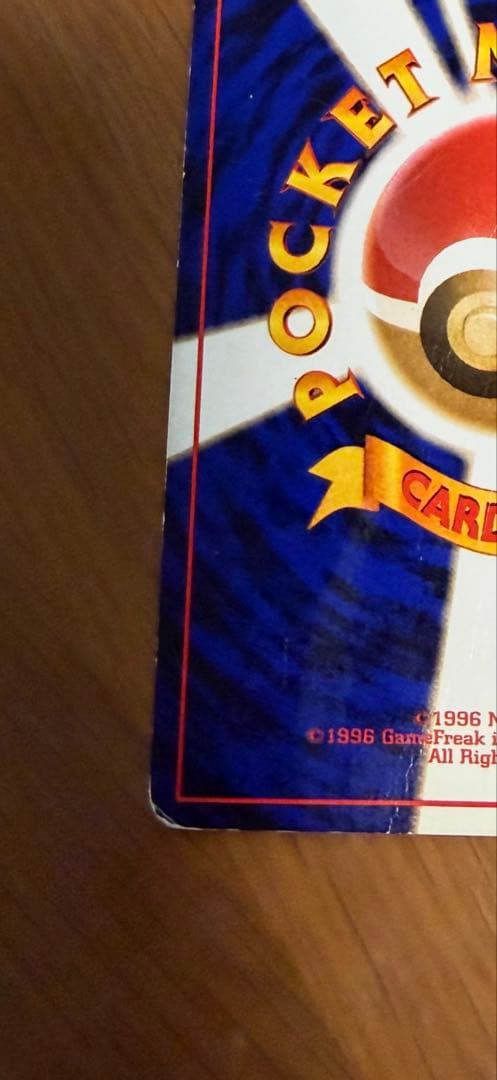 POCKET M
CARD
©1996 N
©1996 GameFreak i
All Righ